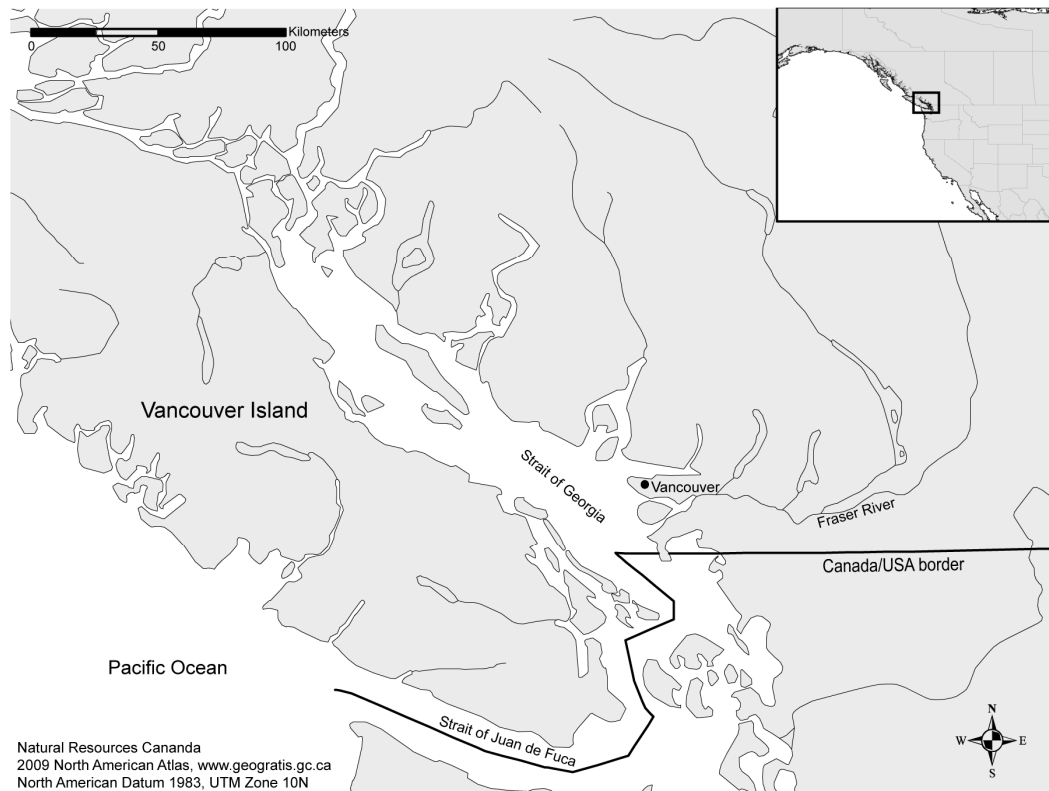 Kilometers
0 50 100
Vancouver Island
Strait of Georgia
Vancouver
Fraser River
Canada/USA border
Pacific Ocean
Strait of Juan de Fuca
N
W E
S
Natural Resources Cananda
2009 North American Atlas, www.geogratis.gc.ca
North American Datum 1983, UTM Zone 10N